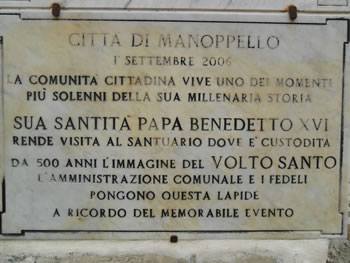 CITTÀ DI MANOPPELLO
1° SETTEMBRE 2006
LA COMUNITÀ CITTADINA VIVE UNO DEI MOMENTI
PIÙ SOLENNI DELLA SUA MILLENARIA STORIA
SUA SANTITÀ PAPA BENEDETTO XVI
RENDE VISITA AL SANTUARIO DOVE È CUSTODITA
DA 500 ANNI L'IMMAGINE DEL VOLTO SANTO
L'AMMINISTRAZIONE COMUNALE E I FEDELI
PONGONO QUESTA LAPIDE
A RICORDO DEL MEMORABILE EVENTO